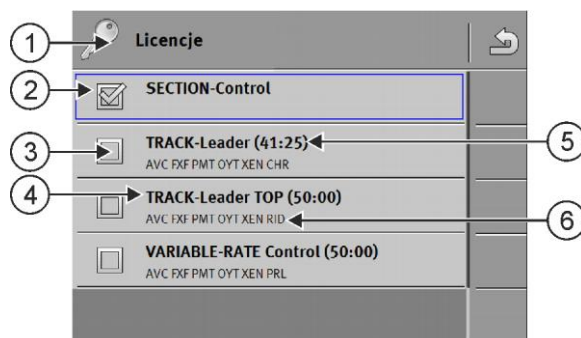 1
Licencje
2
SECTION-Control
3
TRACK-Leader (41:25)
5
AVC FXF PMT OYT XEN CHR
4
TRACK-Leader TOP (50:00)
AVC FXF PMT OYT XEN RID
6
VARIABLE-RATE Control (50:00)
AVC FXF PMT OYT XEN PRL